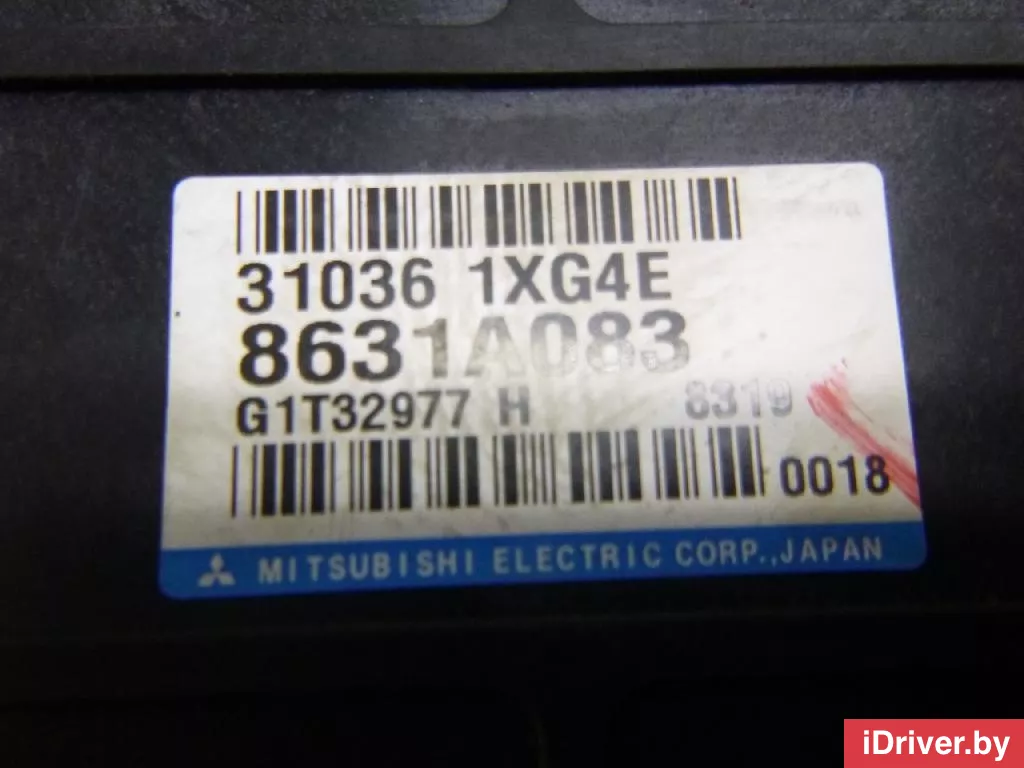 31036 1XG4E
8631A083
G1T32977 H 8319
0018
MITSUBISHI ELECTRIC CORP.,JAPAN
iDriver.by